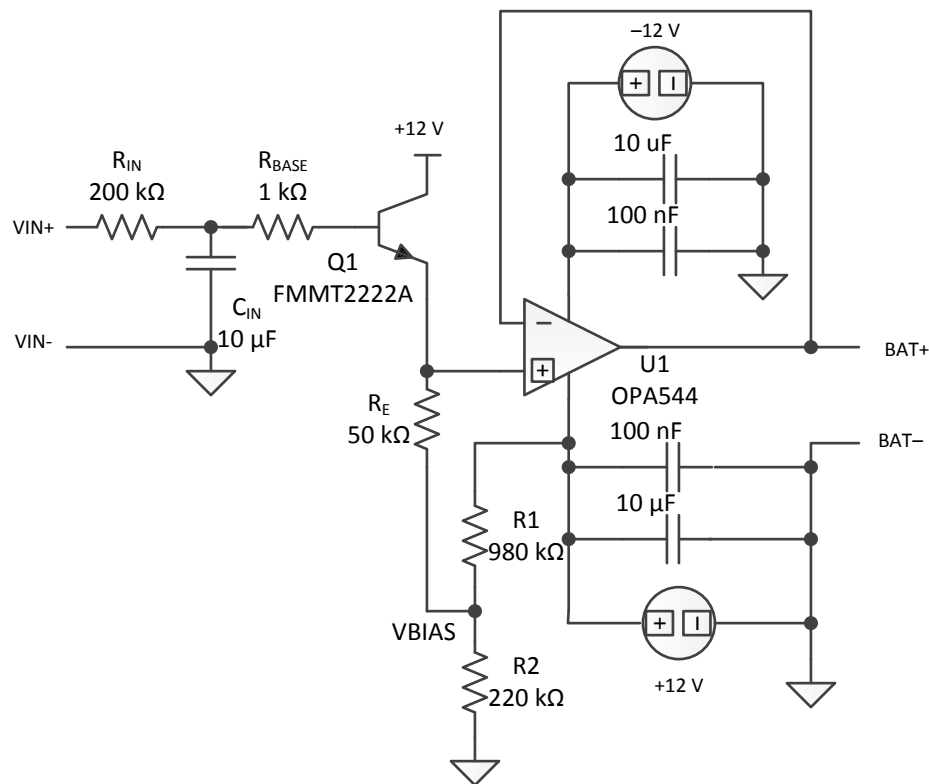 −12 V
+ −
+12 V
10 uF
R_IN
200 kΩ
R_BASE
1 kΩ
100 nF
VIN+
Q1
FMMT2222A
C_IN
10 µF
VIN-
−
+
U1
OPA544
BAT+
R_E
50 kΩ
100 nF
BAT−
10 µF
R1
980 kΩ
VBIAS
+ −
+12 V
R2
220 kΩ